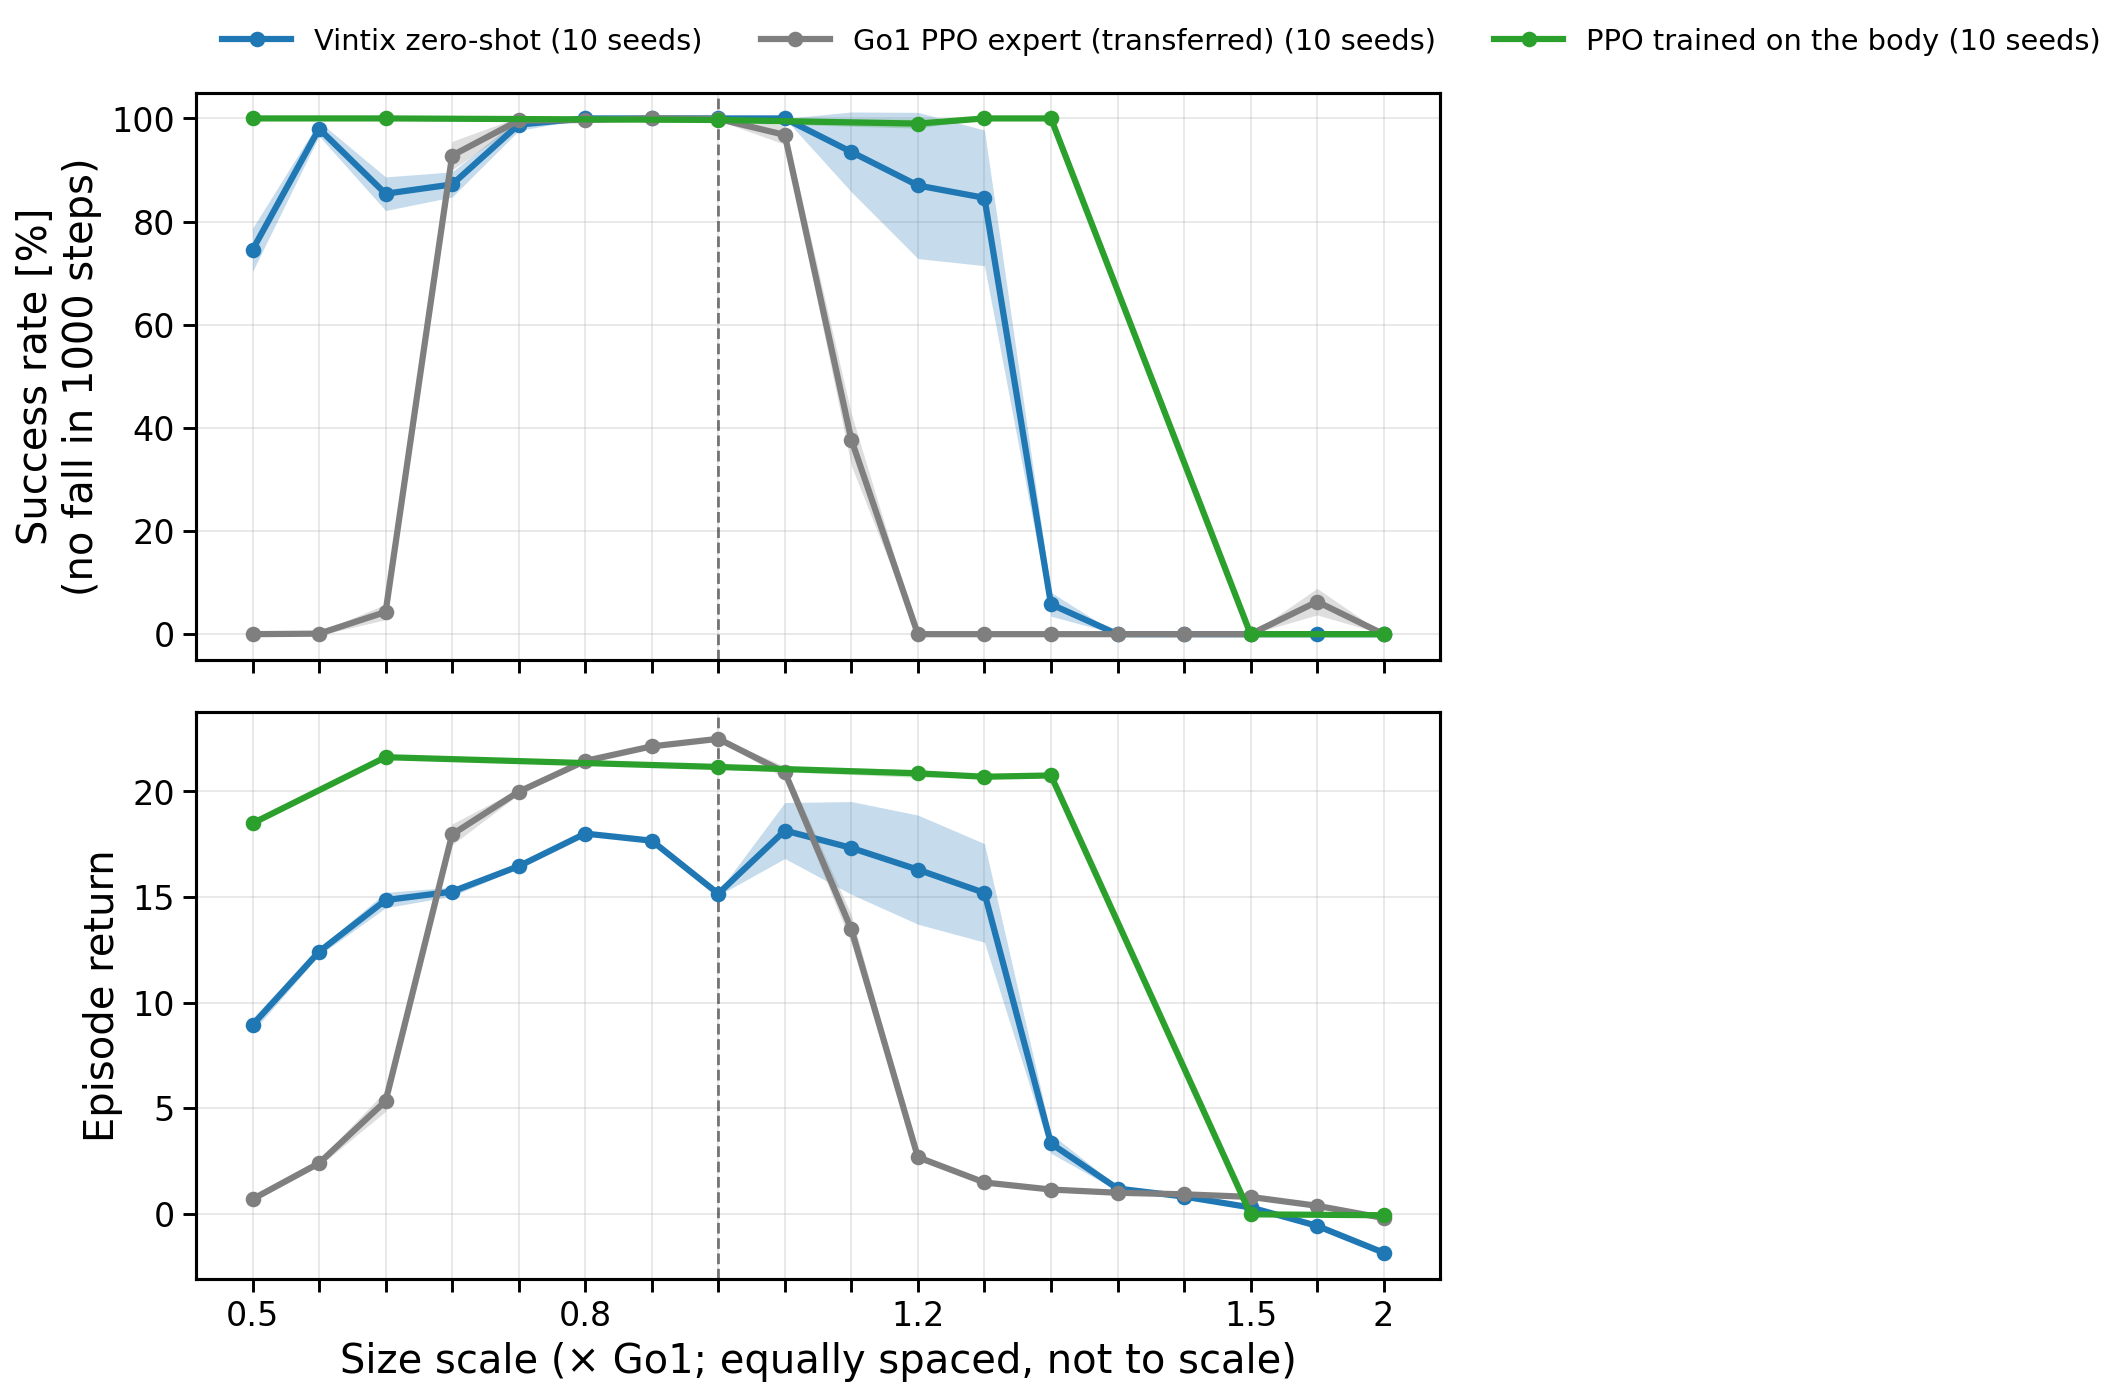 Vintix zero-shot (10 seeds)
Go1 PPO expert (transferred) (10 seeds)
PPO trained on the body (10 seeds)
Success rate [%]
(no fall in 1000 steps)
100
80
60
40
20
0
Episode return
20
15
10
5
0
0.5
0.8
1.2
1.5
2
Size scale (× Go1; equally spaced, not to scale)